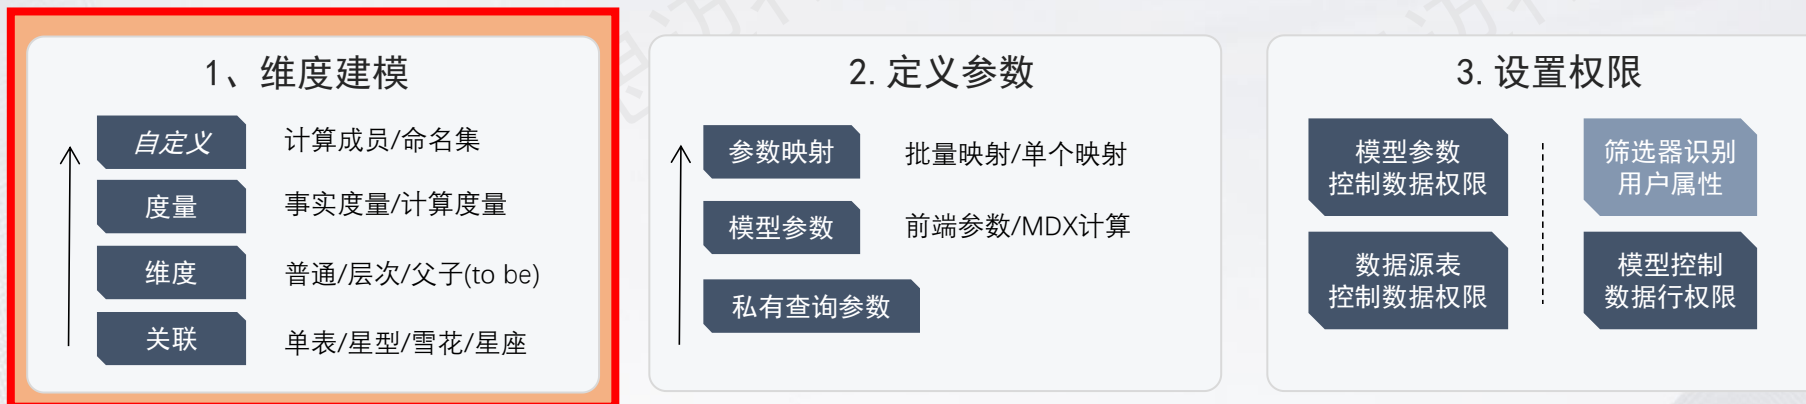 1、维度建模
自定义 计算成员/命名集
度量 事实度量/计算度量
维度 普通/层次/父子(to be)
关联 单表/星型/雪花/星座
2.定义参数
参数映射 批量映射/单个映射
模型参数 前端参数/MDX计算
私有查询参数
3.设置权限
模型参数
控制数据权限
筛选器识别
用户属性
数据源表
控制数据权限
模型控制
数据行权限